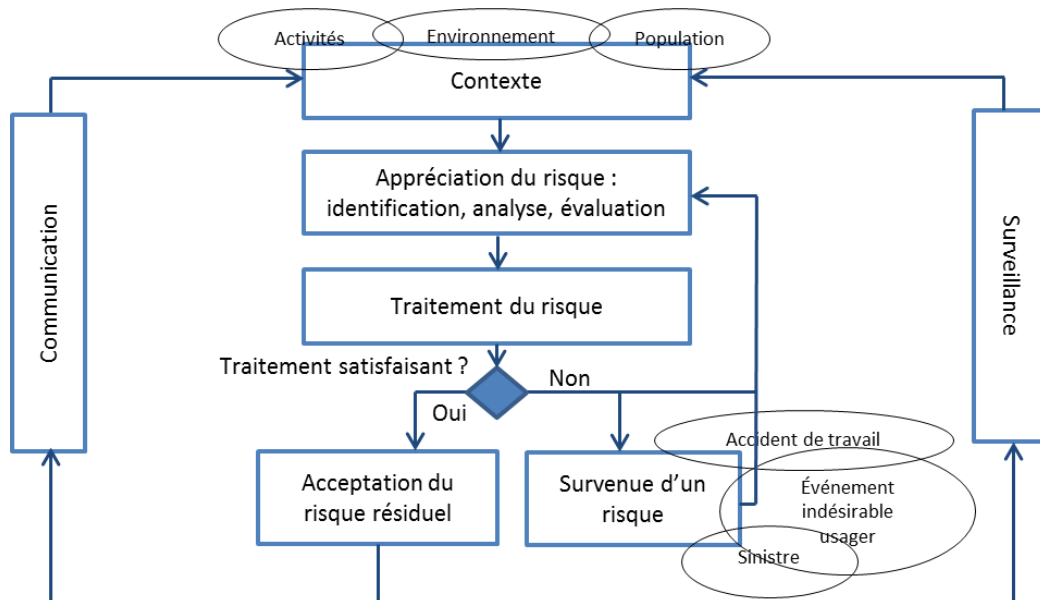 Activités
Environnement
Population
Contexte
Communication
Surveillance
Appréciation du risque :
identification, analyse, évaluation
Traitement du risque
Traitement satisfaisant ?
Oui
Non
Acceptation du
risque résiduel
Survenue d’un
risque
Accident de travail
Événement
indésirable
usager
Sinistre